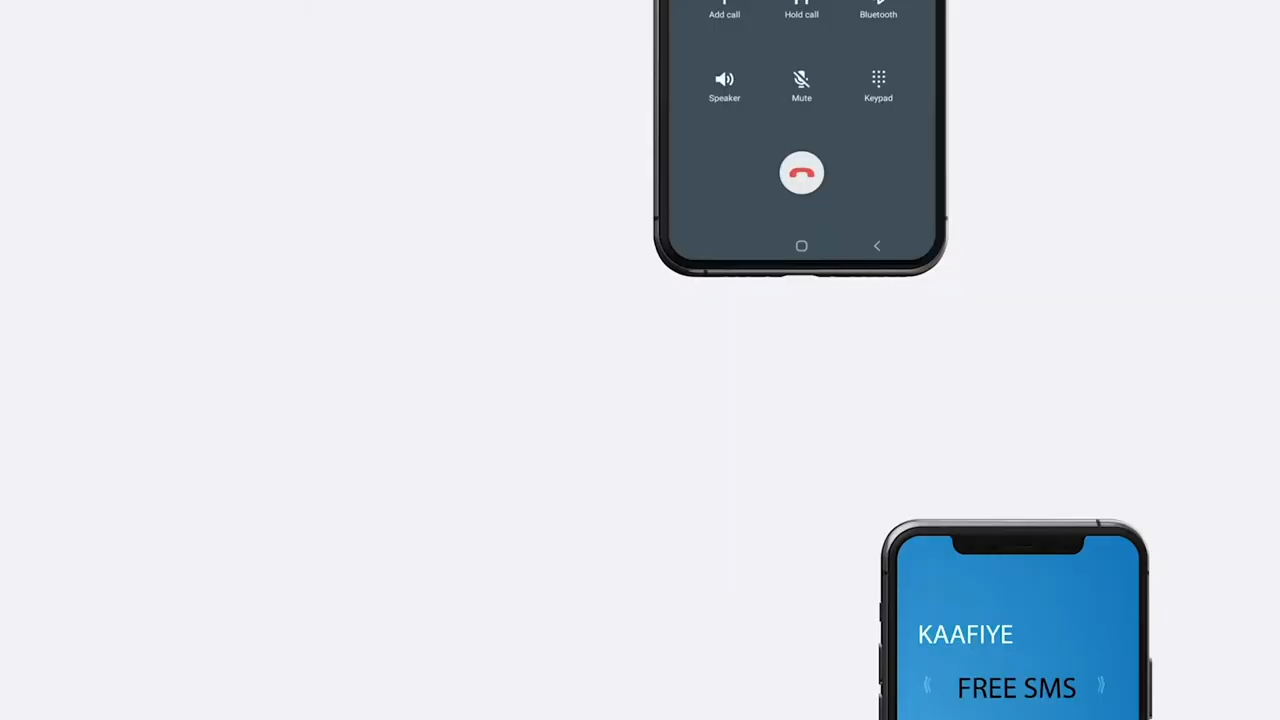 Add call Hold call Bluetooth
Speaker Mute Keypad
KAAFIYE
FREE SMS